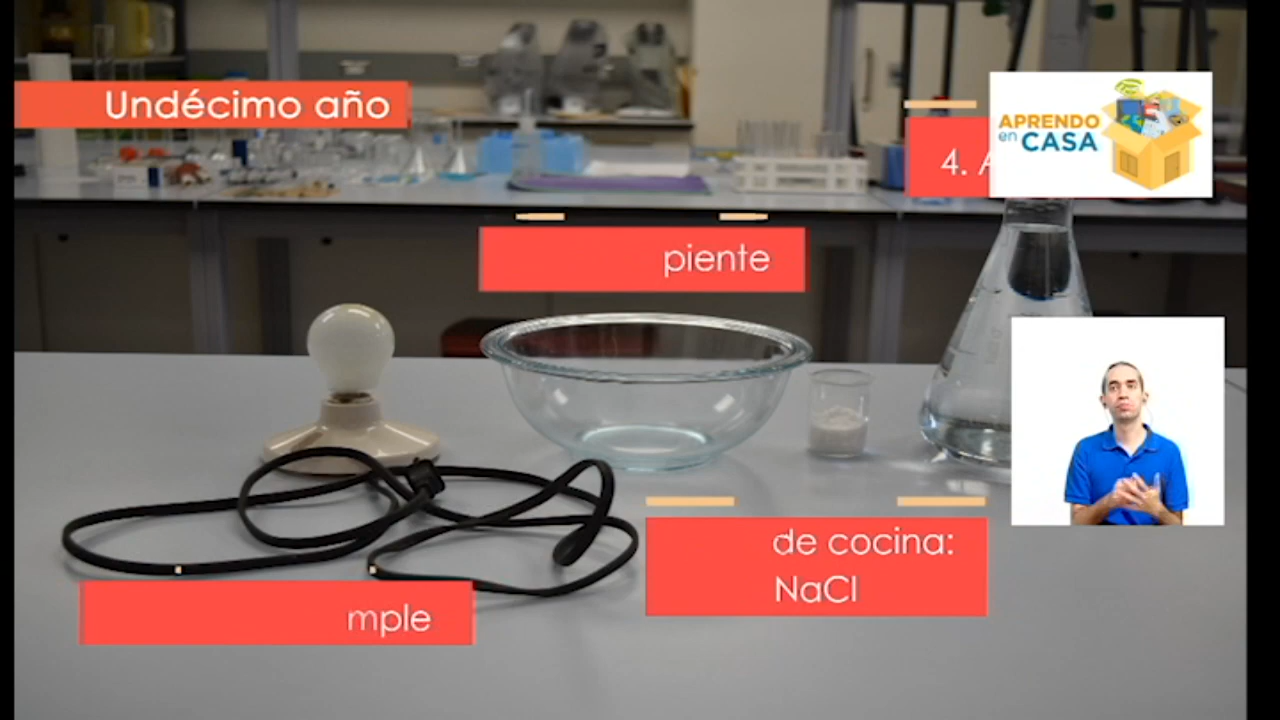 Undécimo año
APRENDO
en CASA
4. A
piente
de cocina:
NaCl
mple